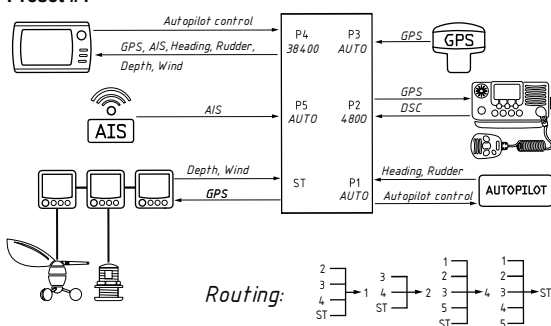 Preset
Autopilot control
GPS, AIS, Heading, Rudder,
Depth, Wind
P4
38400
P3
AUTO
GPS
GPS
AIS
AIS
P5
AUTO
P2
4800
GPS
DSC
Depth, Wind
GPS
ST
P1
AUTO
Heading, Rudder
Autopilot control
AUTOPILOT
Routing:
2
3
4
ST
1
3
4
ST
2
1
2
3
5
ST
4
1
2
3
4
5
ST